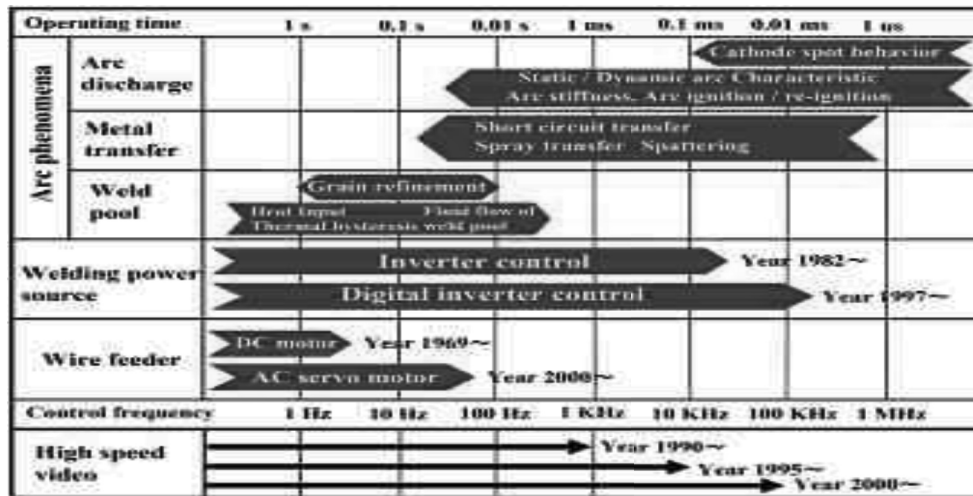 Operating time 1 s 0.1 s 0.01 s 1 ms 0.1 ms 0.01 ms 1 us
Arc phenomena
Arc discharge
Cathode spot behavior
Static / Dynamic arc Characteristic
Arc stiffness, Arc ignition / re-ignition
Metal transfer
Short circuit transfer
Spray transfer Spattering
Weld pool
Grain refinement
Heat Input Fluid flow of
Thermal hysteresis weld pool
Welding power source
Inverter control Year 1982~
Digital inverter control Year 1997~
Wire feeder
DC motor Year 1969~
AC servo motor Year 2000~
Control frequency 1 Hz 10 Hz 100 Hz 1 KHz 10 KHz 100 KHz 1 MHz
High speed video
Year 1990~
Year 1995~
Year 2000~